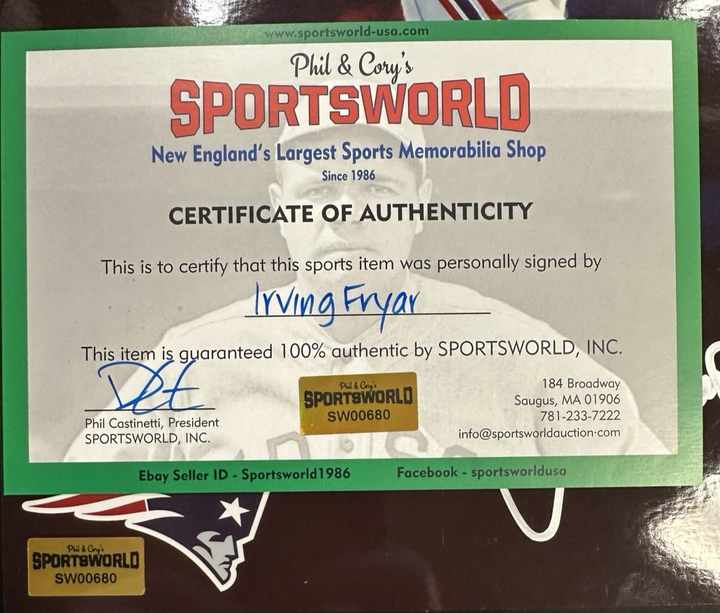 www.sportsworld-usa.com
Phil & Cory's
SPORTSWORLD
New England's Largest Sports Memorabilia Shop
Since 1986
CERTIFICATE OF AUTHENTICITY
This is to certify that this sports item was personally signed by
Irving Fryar
This item is guaranteed 100% authentic by SPORTSWORLD, INC.
Phil Castinetti, President
SPORTSWORLD, INC.
Phil & Cory's
SPORTSWORLD
SW00680
184 Broadway
Saugus, MA 01906
781-233-7222
info@sportsworldauction.com
Ebay Seller ID - Sportsworld1986
Facebook - sportsworldusa
Phil & Cory's
SPORTSWORLD
SW00680